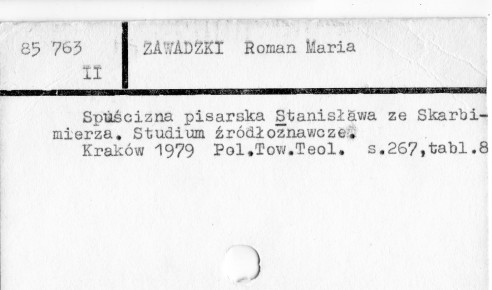 85 763 ZAWADZKI Roman Maria
II
Spuścizna pisarska Stanisława ze Skarbi-
mierza. Studium źródłoznawcze.
Kraków 1979 Pol.Tow.Teol. s.267,tabl.8